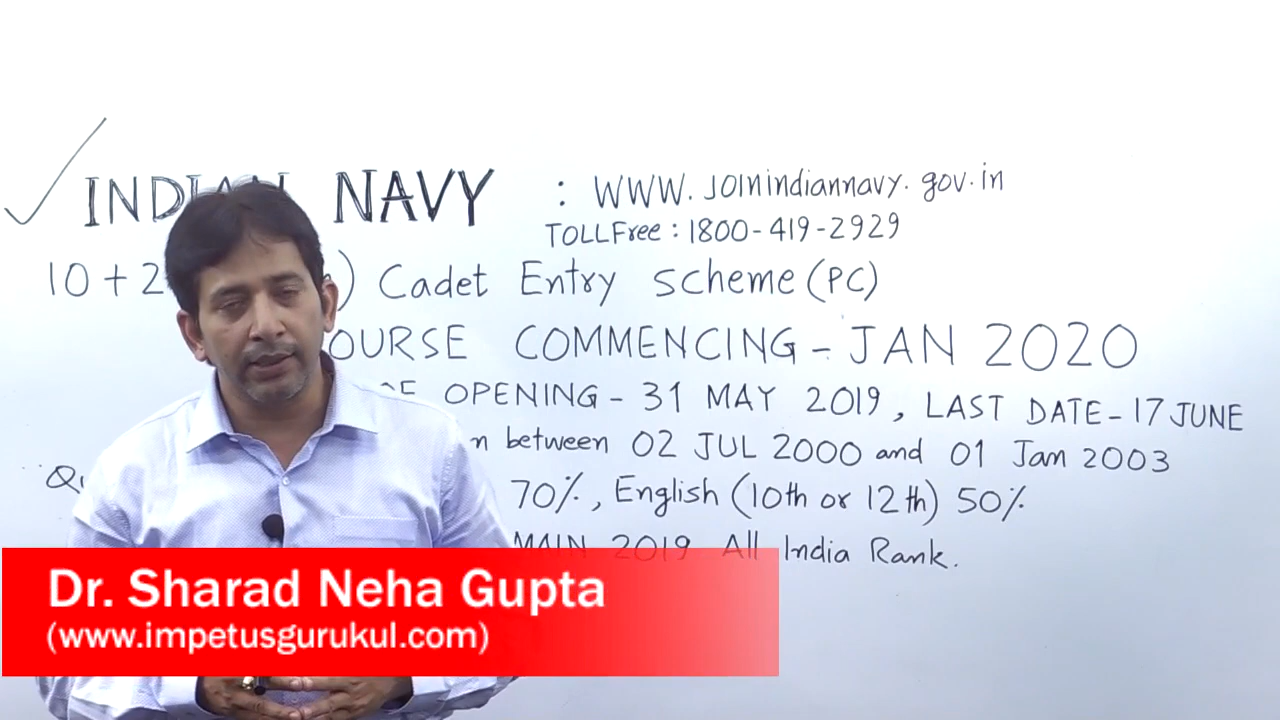 INDIAN NAVY : WWW. JOINindiannavy. gov.in
TOLLFree : 1800-419-2929
10+2 ) Cadet Entry Scheme (PC)
OURSE COMMENCING - JAN 2020
OPENING - 31 MAY 2019, LAST DATE - 17 JUNE
between 02 JUL 2000 and 01 Jan 2003
70%, English (10th or 12th) 50%
MAIN 2019 All India Rank.
Dr. Sharad Neha Gupta
(www.impetusgurukul.com)